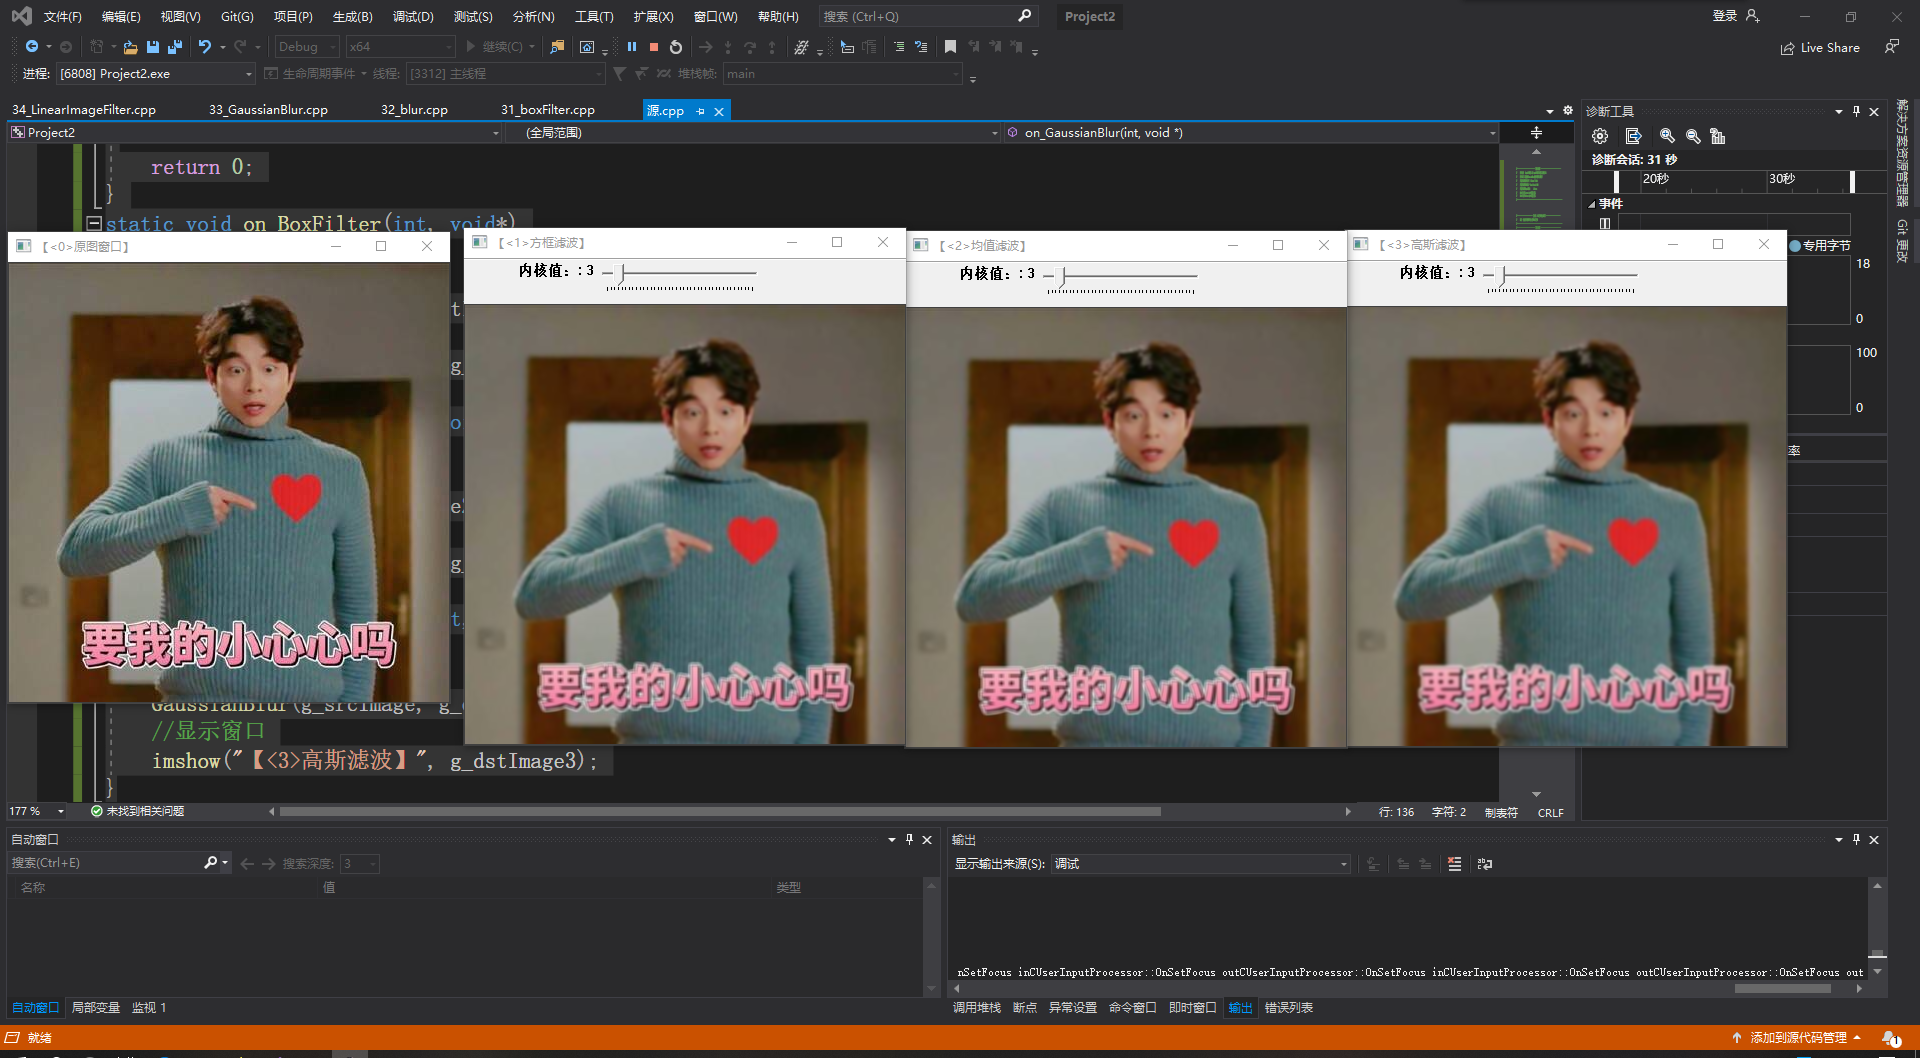 文件(F) 编辑(E) 视图(V) Git(G) 项目(P) 生成(B) 调试(D) 测试(S) 分析(N) 工具(T) 扩展(X) 窗口(W) 帮助(H) 搜索 (Ctrl+Q) Project2 登录
Debug x64 继续(C) Live Share
进程: [6808] Project2.exe 生命周期事件 线程: [3312] 主线程 堆栈帧: main
34_LinearImageFilter.cpp 33_GaussianBlur.cpp 32_blur.cpp 31_boxFilter.cpp 源.cpp
Project2 (全局范围) on_GaussianBlur(int, void *)
return 0;
}
static void on_BoxFilter(int, void*)
【<0>原图窗口】
要我的小心心吗
【<1>方框滤波】
内核值: : 3
要我的小心心吗
【<2>均值滤波】
内核值: : 3
要我的小心心吗
【<3>高斯滤波】
内核值: : 3
要我的小心心吗
GaussianBlur(g_srcImage, g_
//显示窗口
imshow("【<3>高斯滤波】", g_dstImage3);
}
177 % 未找到相关问题 行: 136 字符: 2 制表符 CRLF
诊断工具
诊断会话: 31 秒
20秒 30秒
事件
专用字节
18
0
100
0
率
解决方案资源管理器
Git 更改
自动窗口
搜索(Ctrl+E) 搜索深度: 3
名称 值 类型
自动窗口 局部变量 监视 1
输出
显示输出来源(S): 调试
nSetFocus inCUserInputProcessor::OnSetFocus outCUserInputProcessor::OnSetFocus inCUserInputProcessor::OnSetFocus outCUserInputProcessor::OnSetFocus out
调用堆栈 断点 异常设置 命令窗口 即时窗口 输出 错误列表
就绪 添加到源代码管理 1